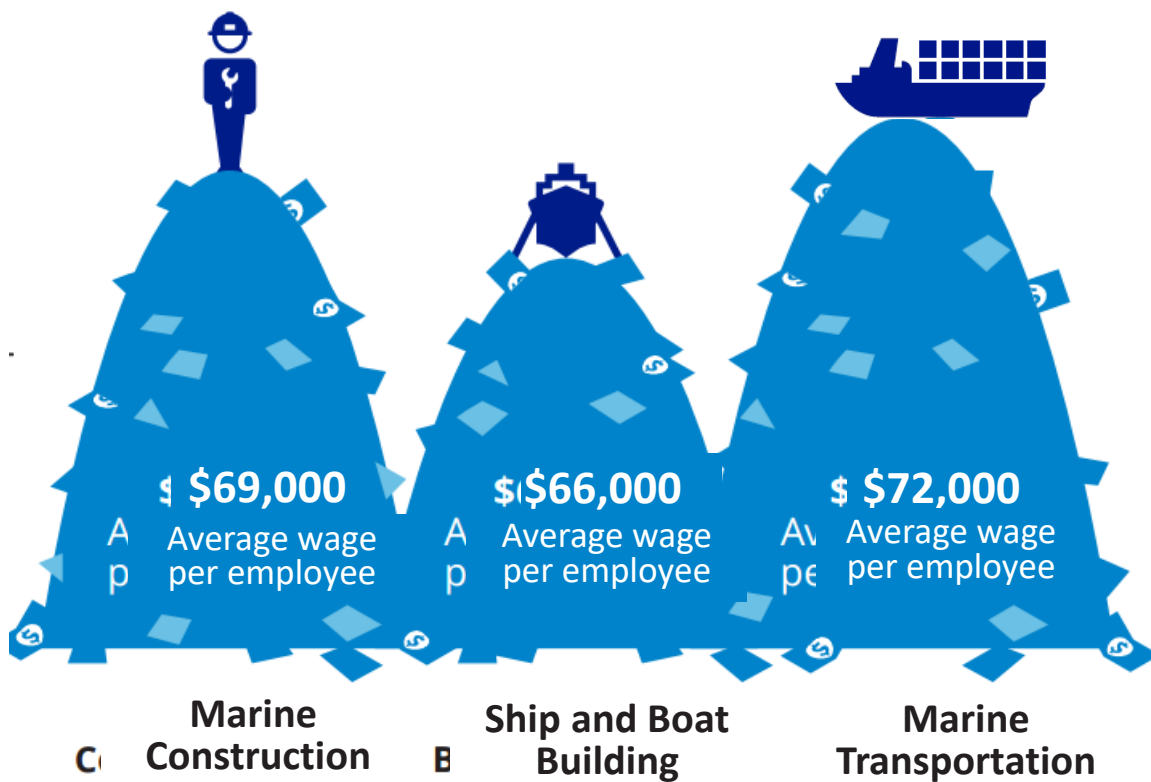 $69,000
Average wage
per employee
Marine
Construction
$66,000
Average wage
per employee
Ship and Boat
Building
$72,000
Average wage
per employee
Marine
Transportation